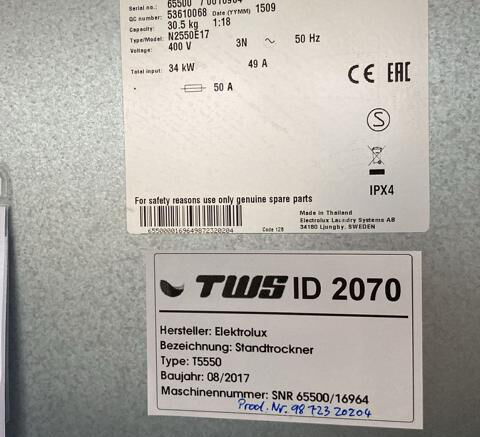 Serial no.: 65500 / 0016964
QC number: 53610068 Date (YYMM) 1509
Capacity: 30.5 kg 1:18
Type/Model: N2550E17
Voltage: 400 V 3N ~ 50 Hz
Total input: 34 kW 49 A
50 A
CE EAC
S
IPX4
For safety reasons use only genuine spare parts
Made in Thailand
Electrolux Laundry Systems AB
34180 Ljungby, SWEDEN
6550000169649872320204 Code 128
TWS ID 2070
Hersteller: Elektrolux
Bezeichnung: Standtrockner
Type: T5550
Baujahr: 08/2017
Maschinennummer: SNR 65500/16964
Prod. Nr. 98 723 20204